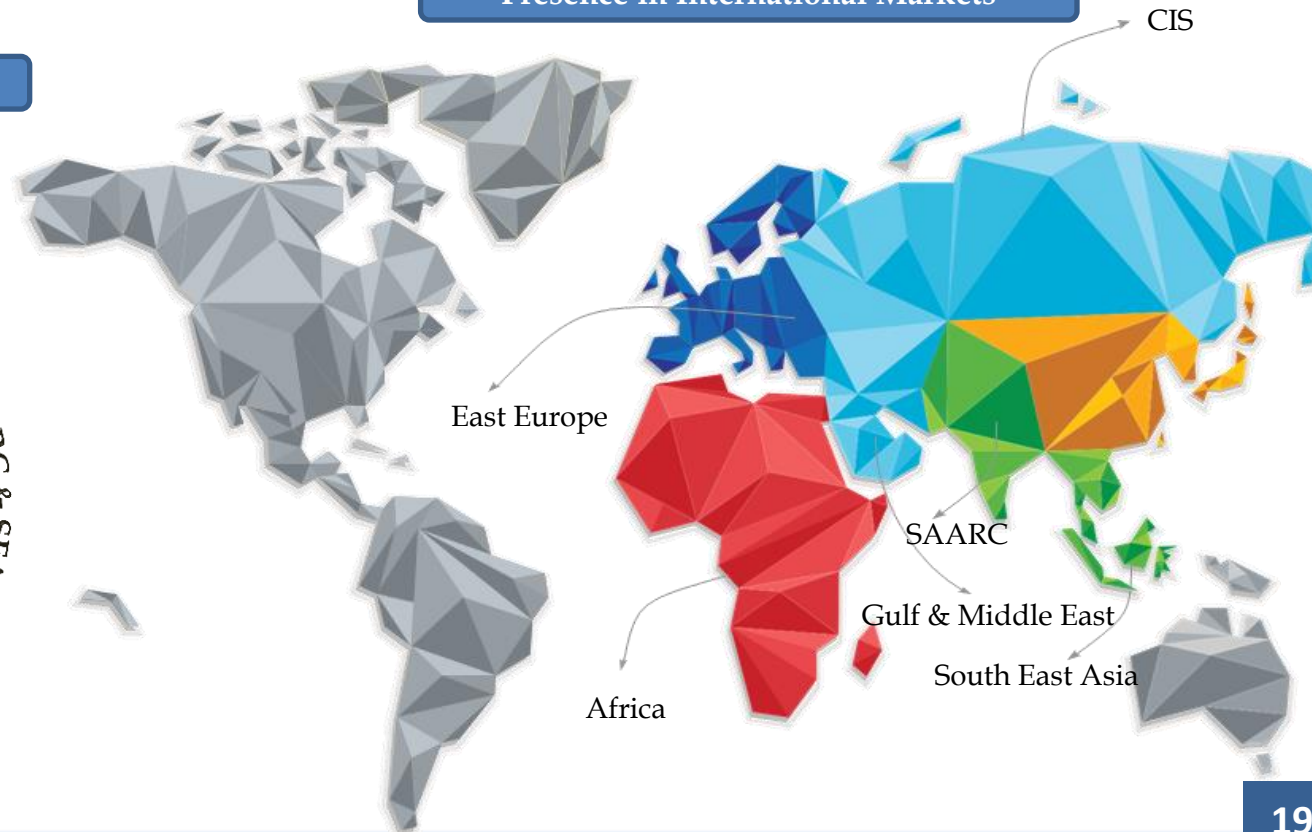 Presence in International Markets
CIS
East Europe
SAARC
Gulf & Middle East
South East Asia
Africa
19